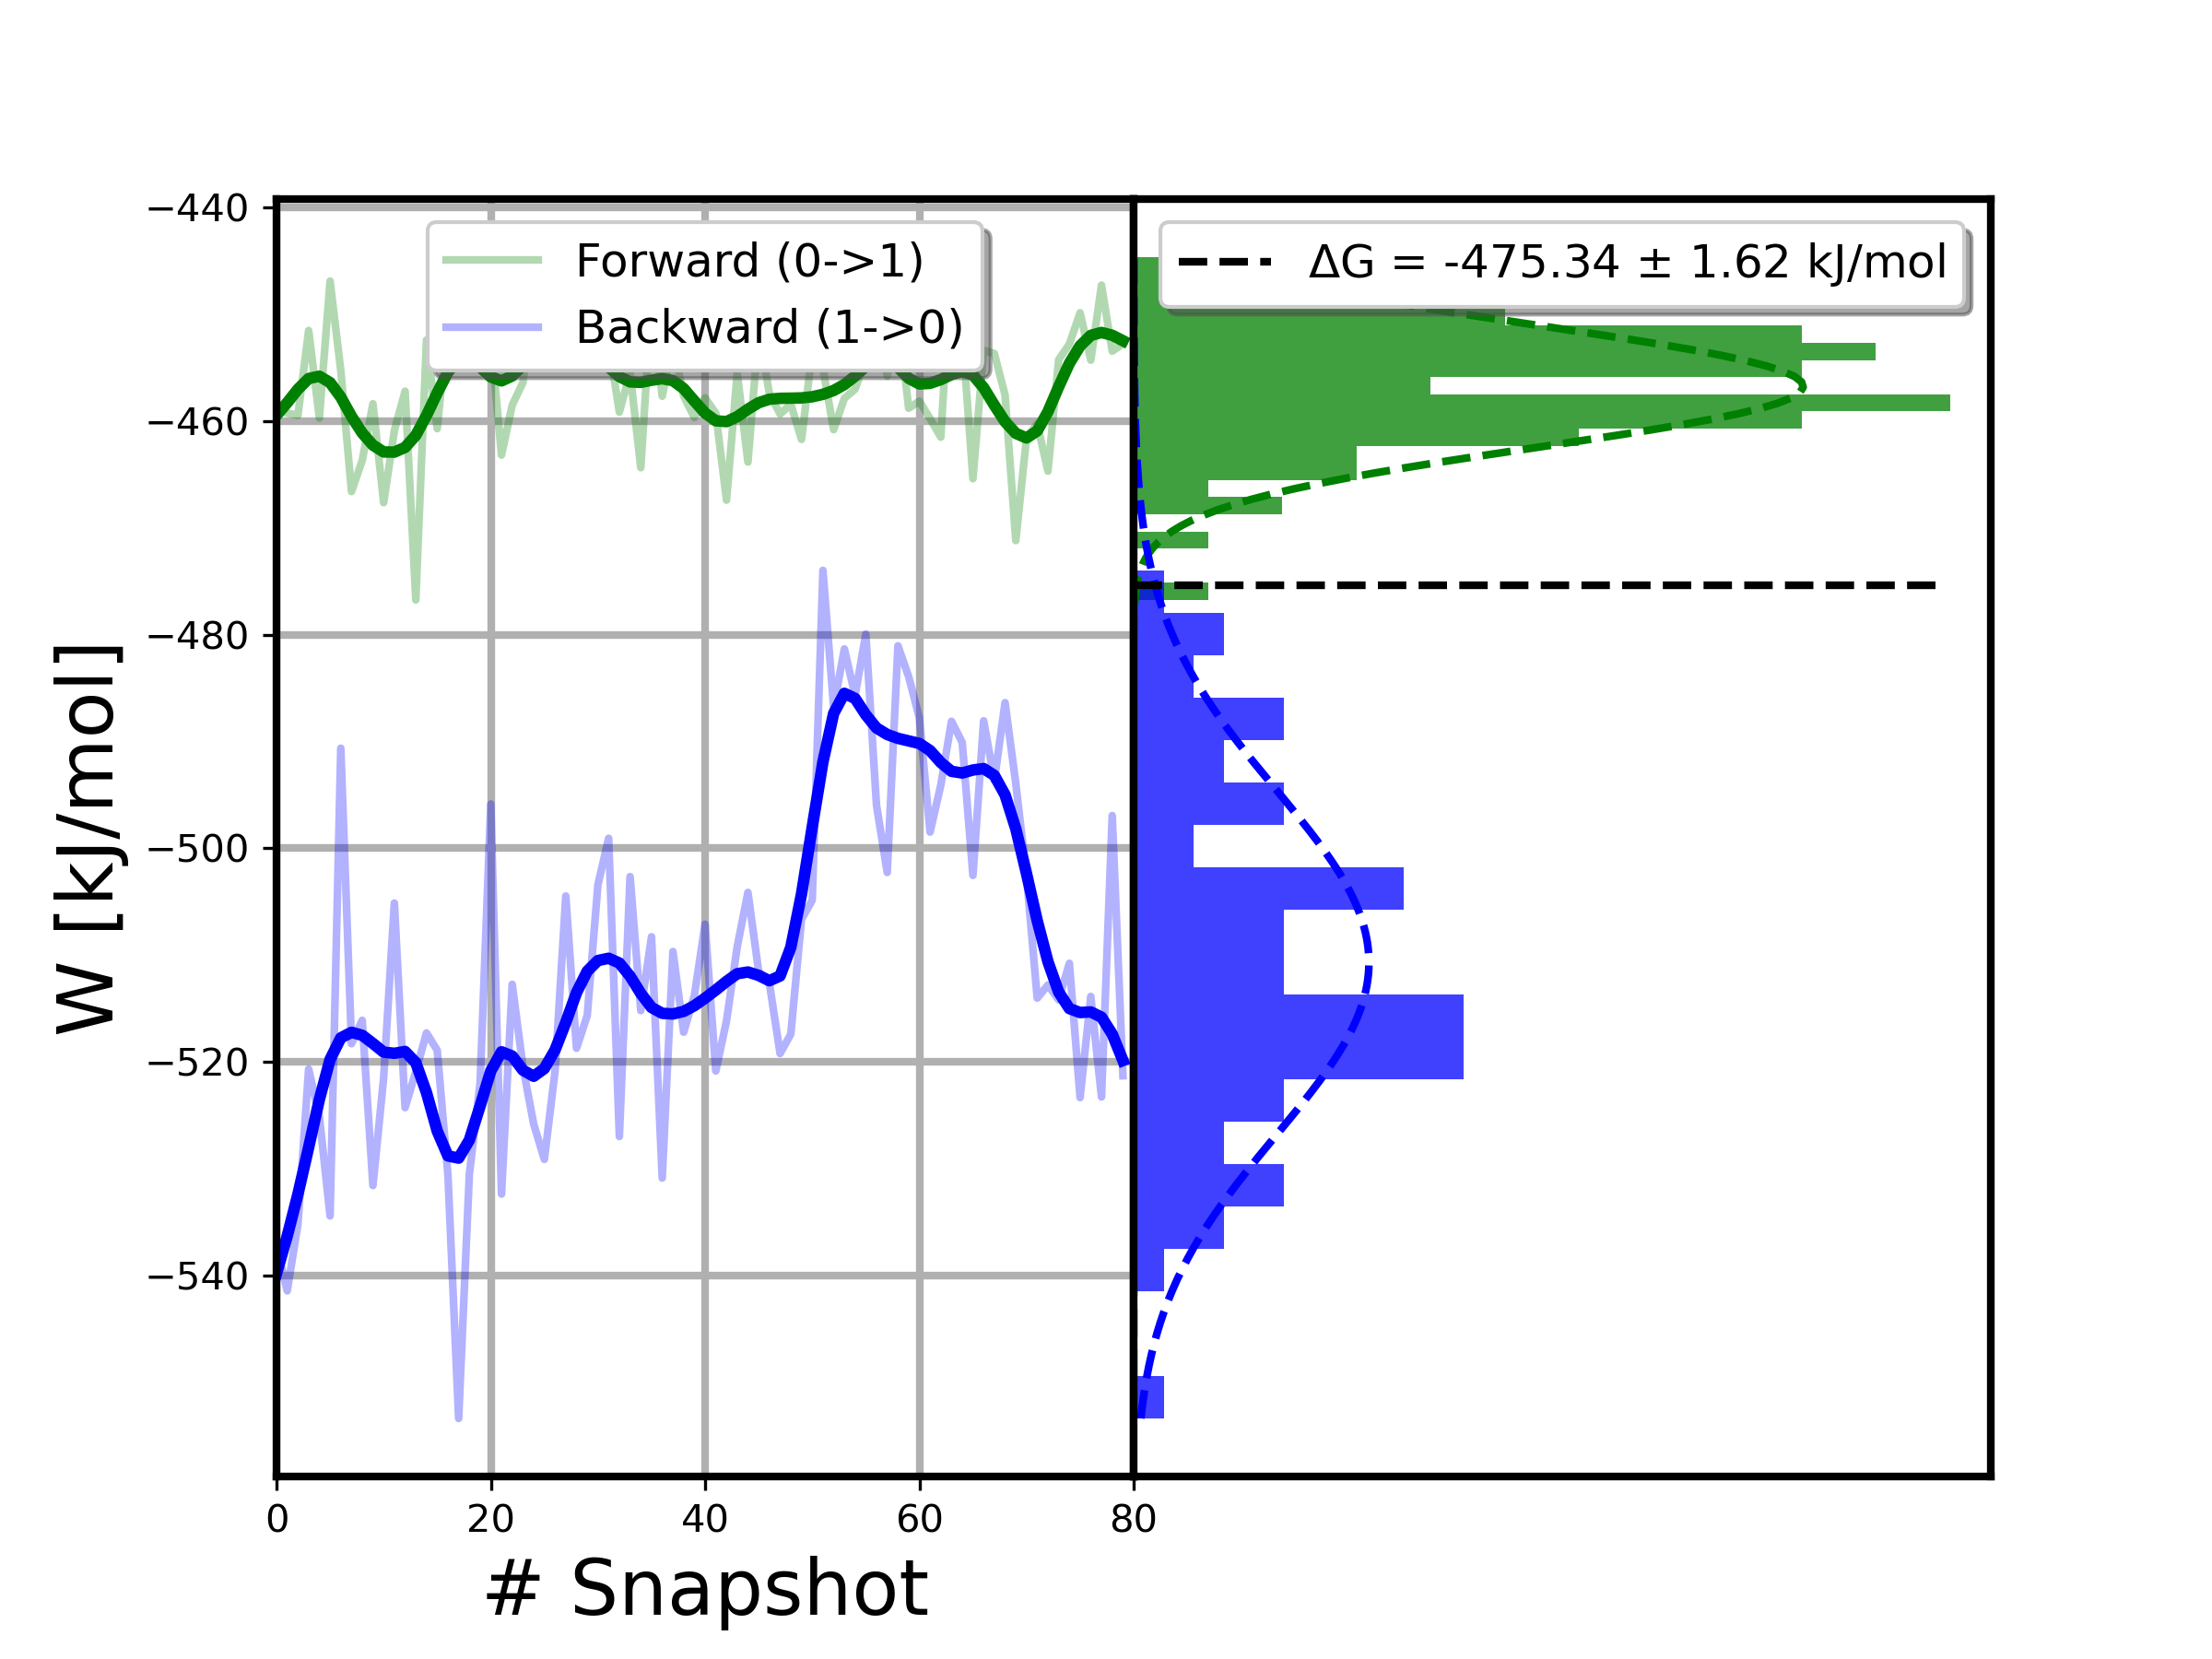 −440
−460
−480
−500
−520
−540
W [kJ/mol]
0
20
40
60
80
# Snapshot
Forward (0->1)
Backward (1->0)
ΔG = -475.34 ± 1.62 kJ/mol